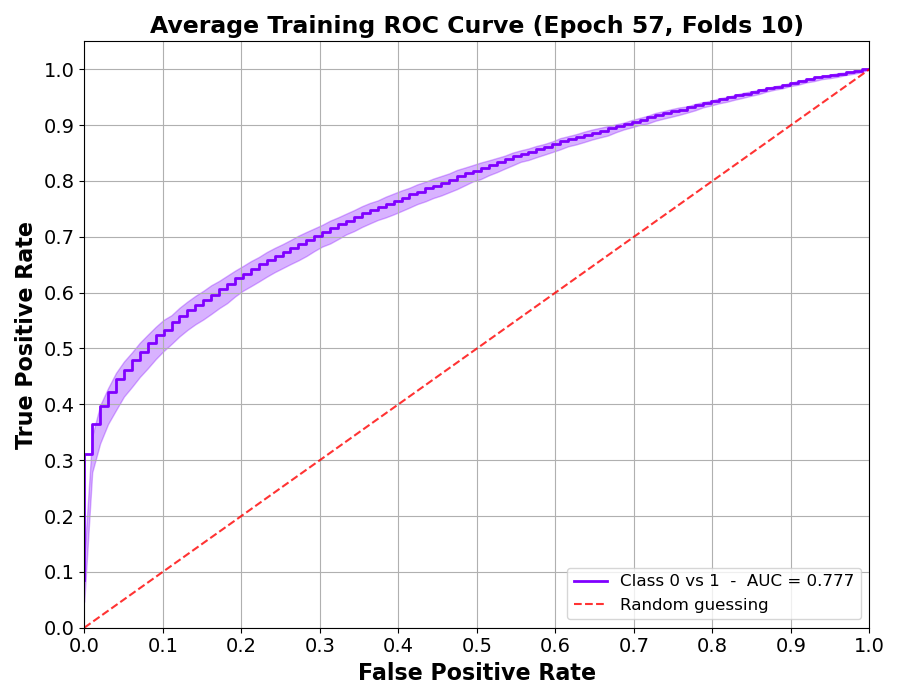 Average Training ROC Curve (Epoch 57, Folds 10)
True Positive Rate
1.0
0.9
0.8
0.7
0.6
0.5
0.4
0.3
0.2
0.1
0.0
Class 0 vs 1 - AUC = 0.777
Random guessing
0.0 0.1 0.2 0.3 0.4 0.5 0.6 0.7 0.8 0.9 1.0
False Positive Rate